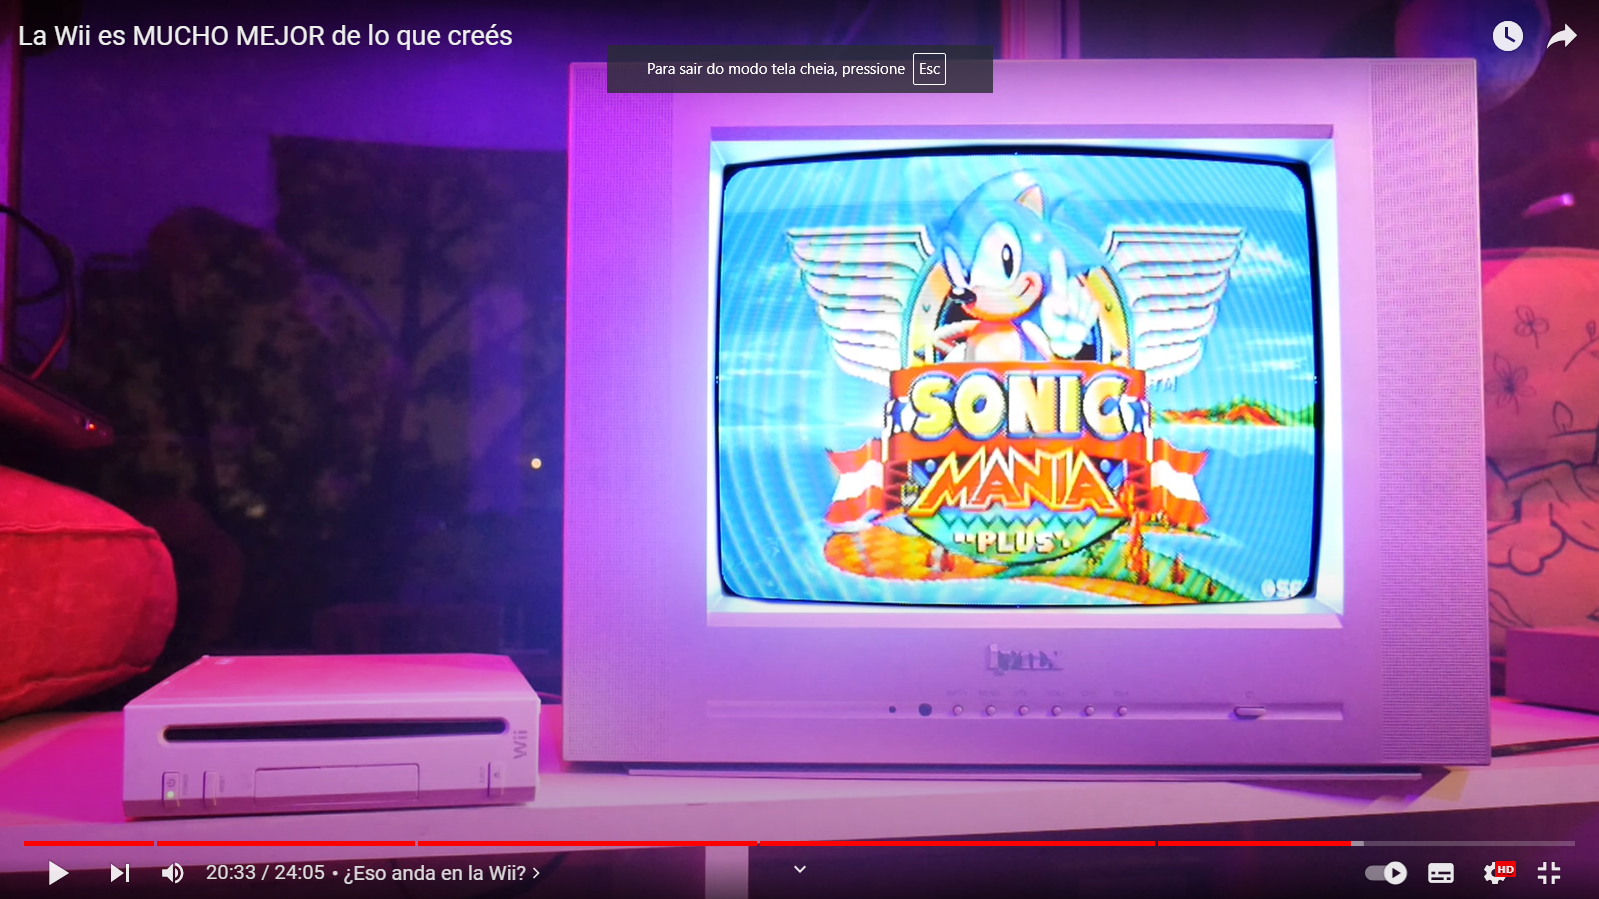 La Wii es MUCHO MEJOR de lo que creés
Para sair do modo tela cheia, pressione Esc
SONIC
MANIA
PLUS
Wii
20:33 / 24:05 • ¿Eso anda en la Wii? ›
HD